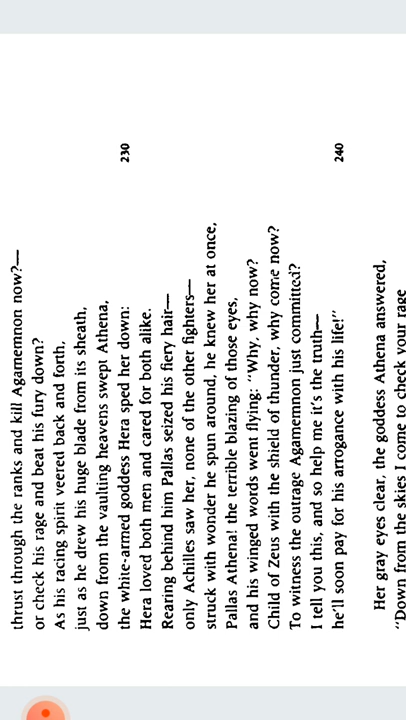 thrust through the ranks and kill Agamemnon now?—
or check his rage and beat his fury down?
As his racing spirit veered back and forth,
just as he drew his huge blade from its sheath,
down from the vaulting heavens swept Athena,
the white-armed goddess Hera sped her down: 230
Hera loved both men and cared for both alike.
Rearing behind him Pallas seized his fiery hair—
only Achilles saw her, none of the other fighters—
struck with wonder he spun around, he knew her at once,
Pallas Athena! the terrible blazing of those eyes,
and his winged words went flying: "Why, why now?
Child of Zeus with the shield of thunder, why come now?
To witness the outrage Agamemnon just committed?
I tell you this, and so help me it's the truth—
he'll soon pay for his arrogance with his life!" 240
Her gray eyes clear, the goddess Athena answered,
"Down from the skies I come to check your rage